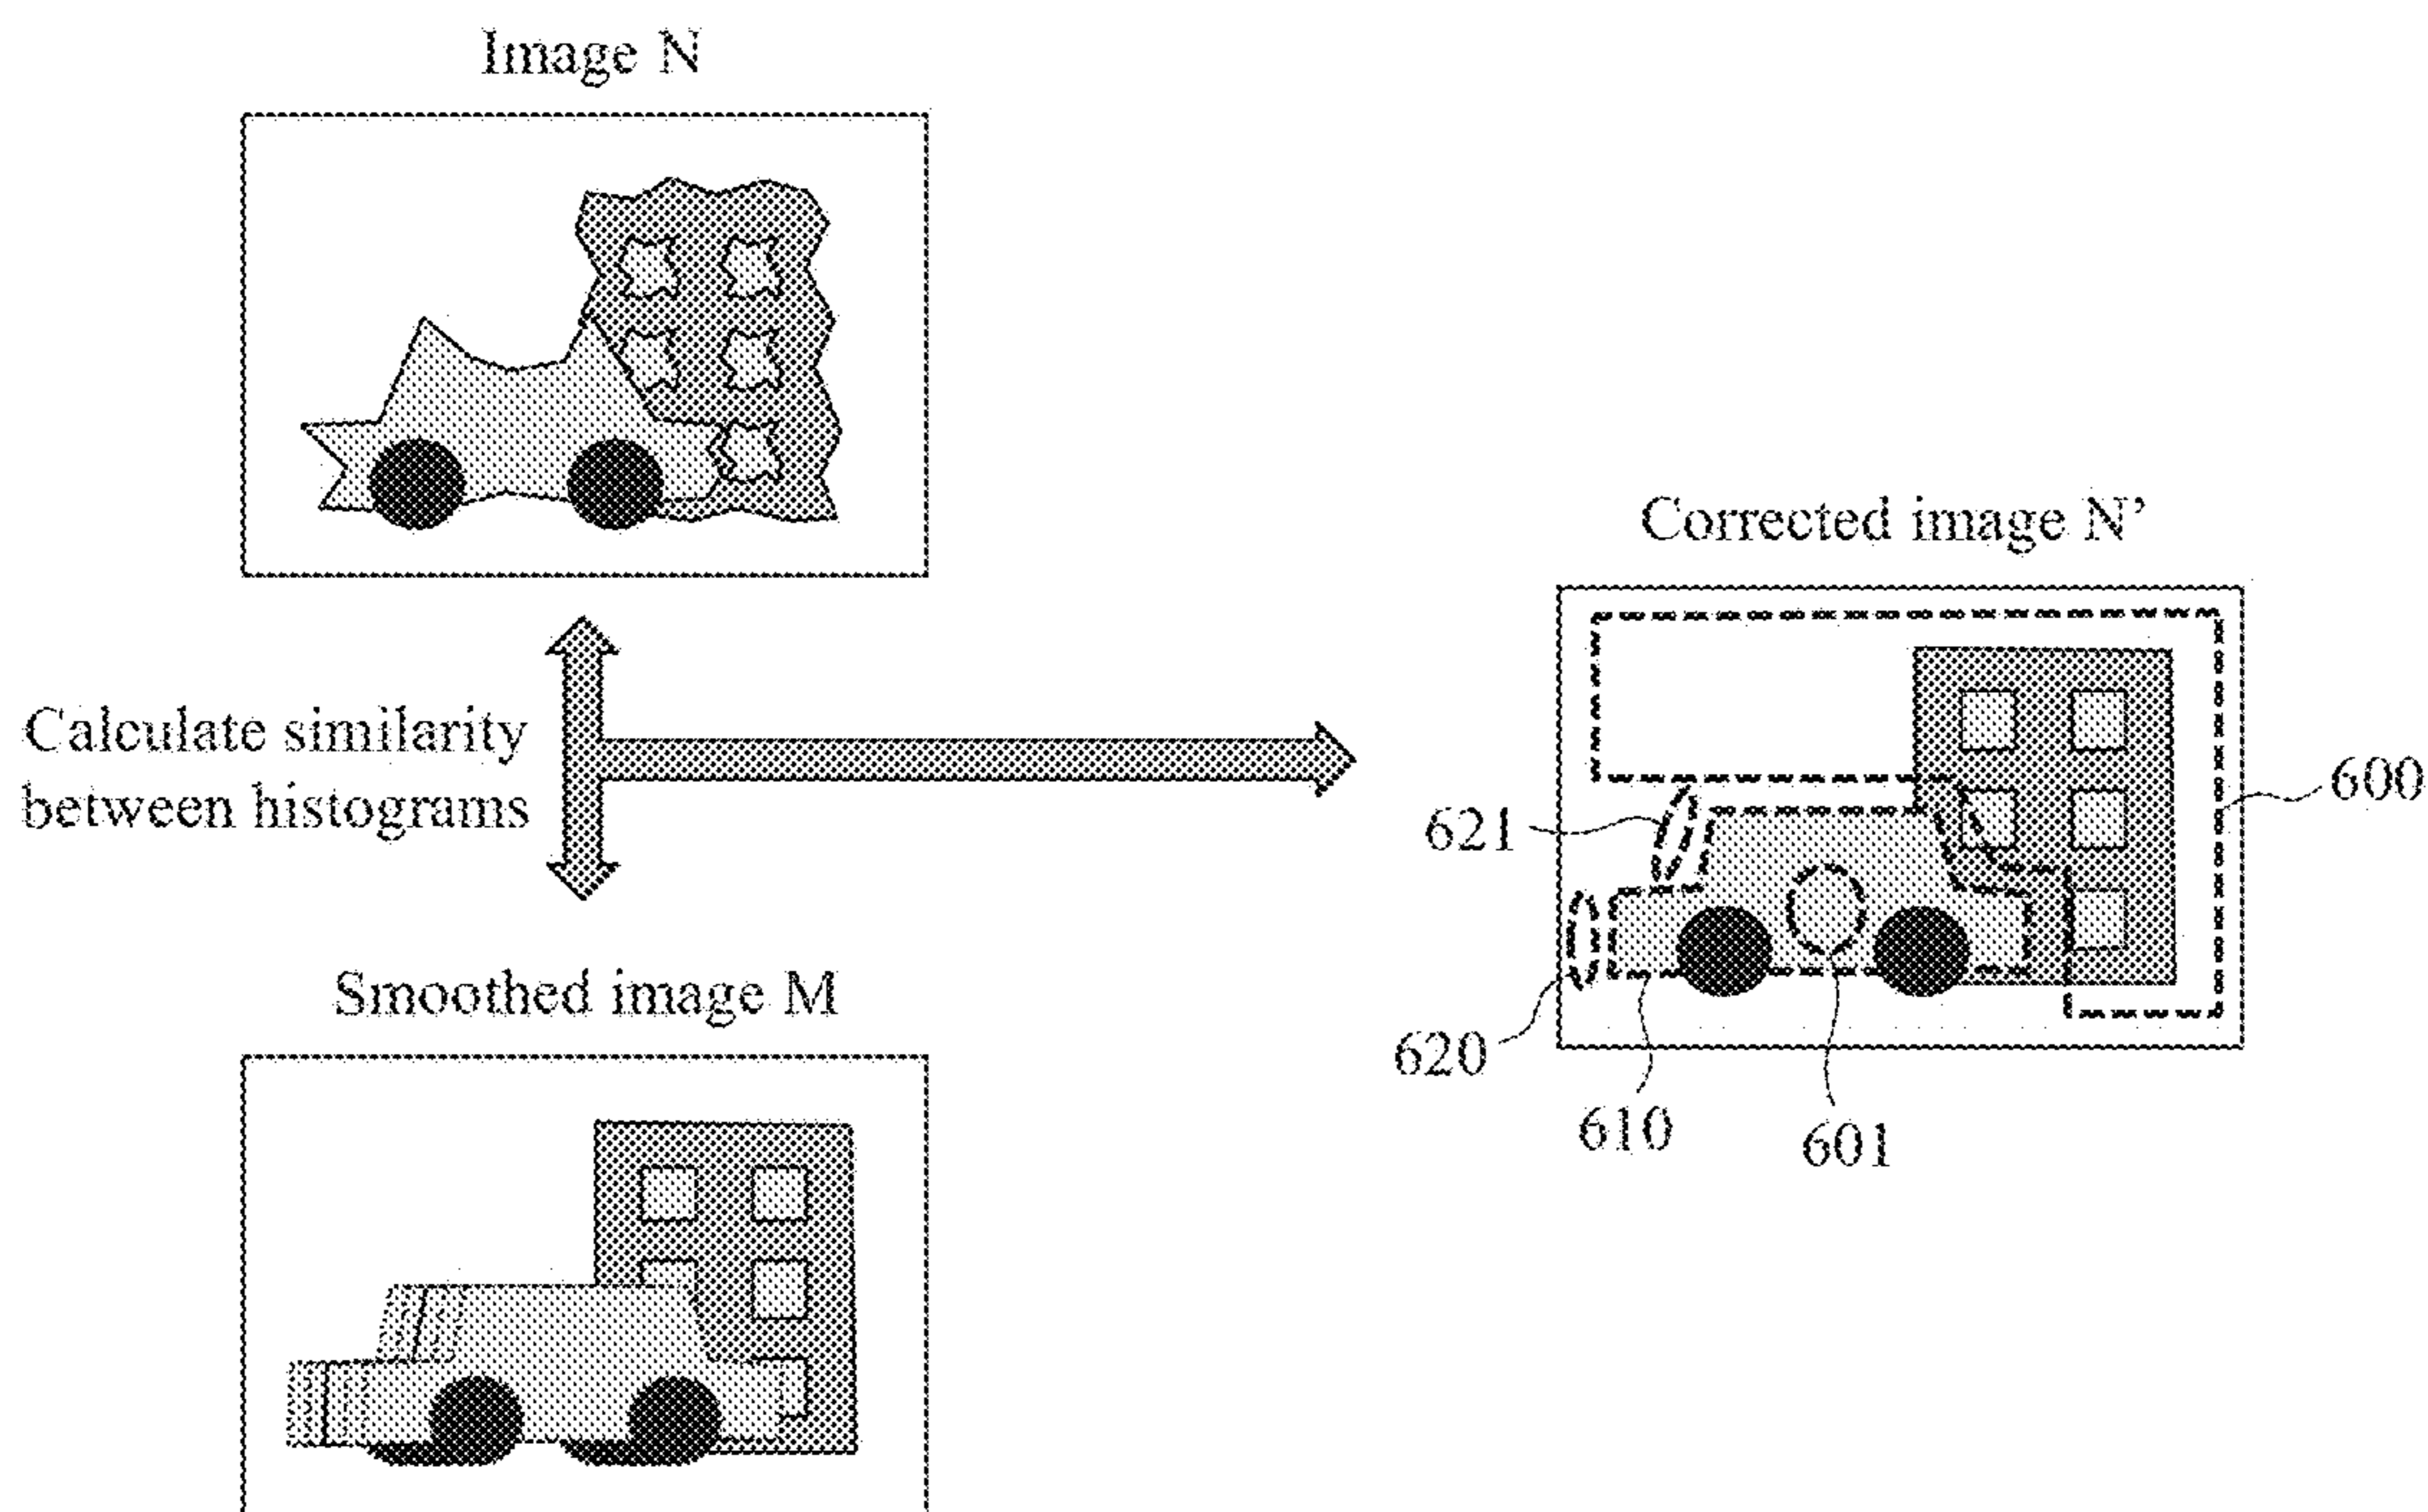 Image N
Corrected image N’
Calculate similarity
between histograms
600
621
620
610
601
Smoothed image M